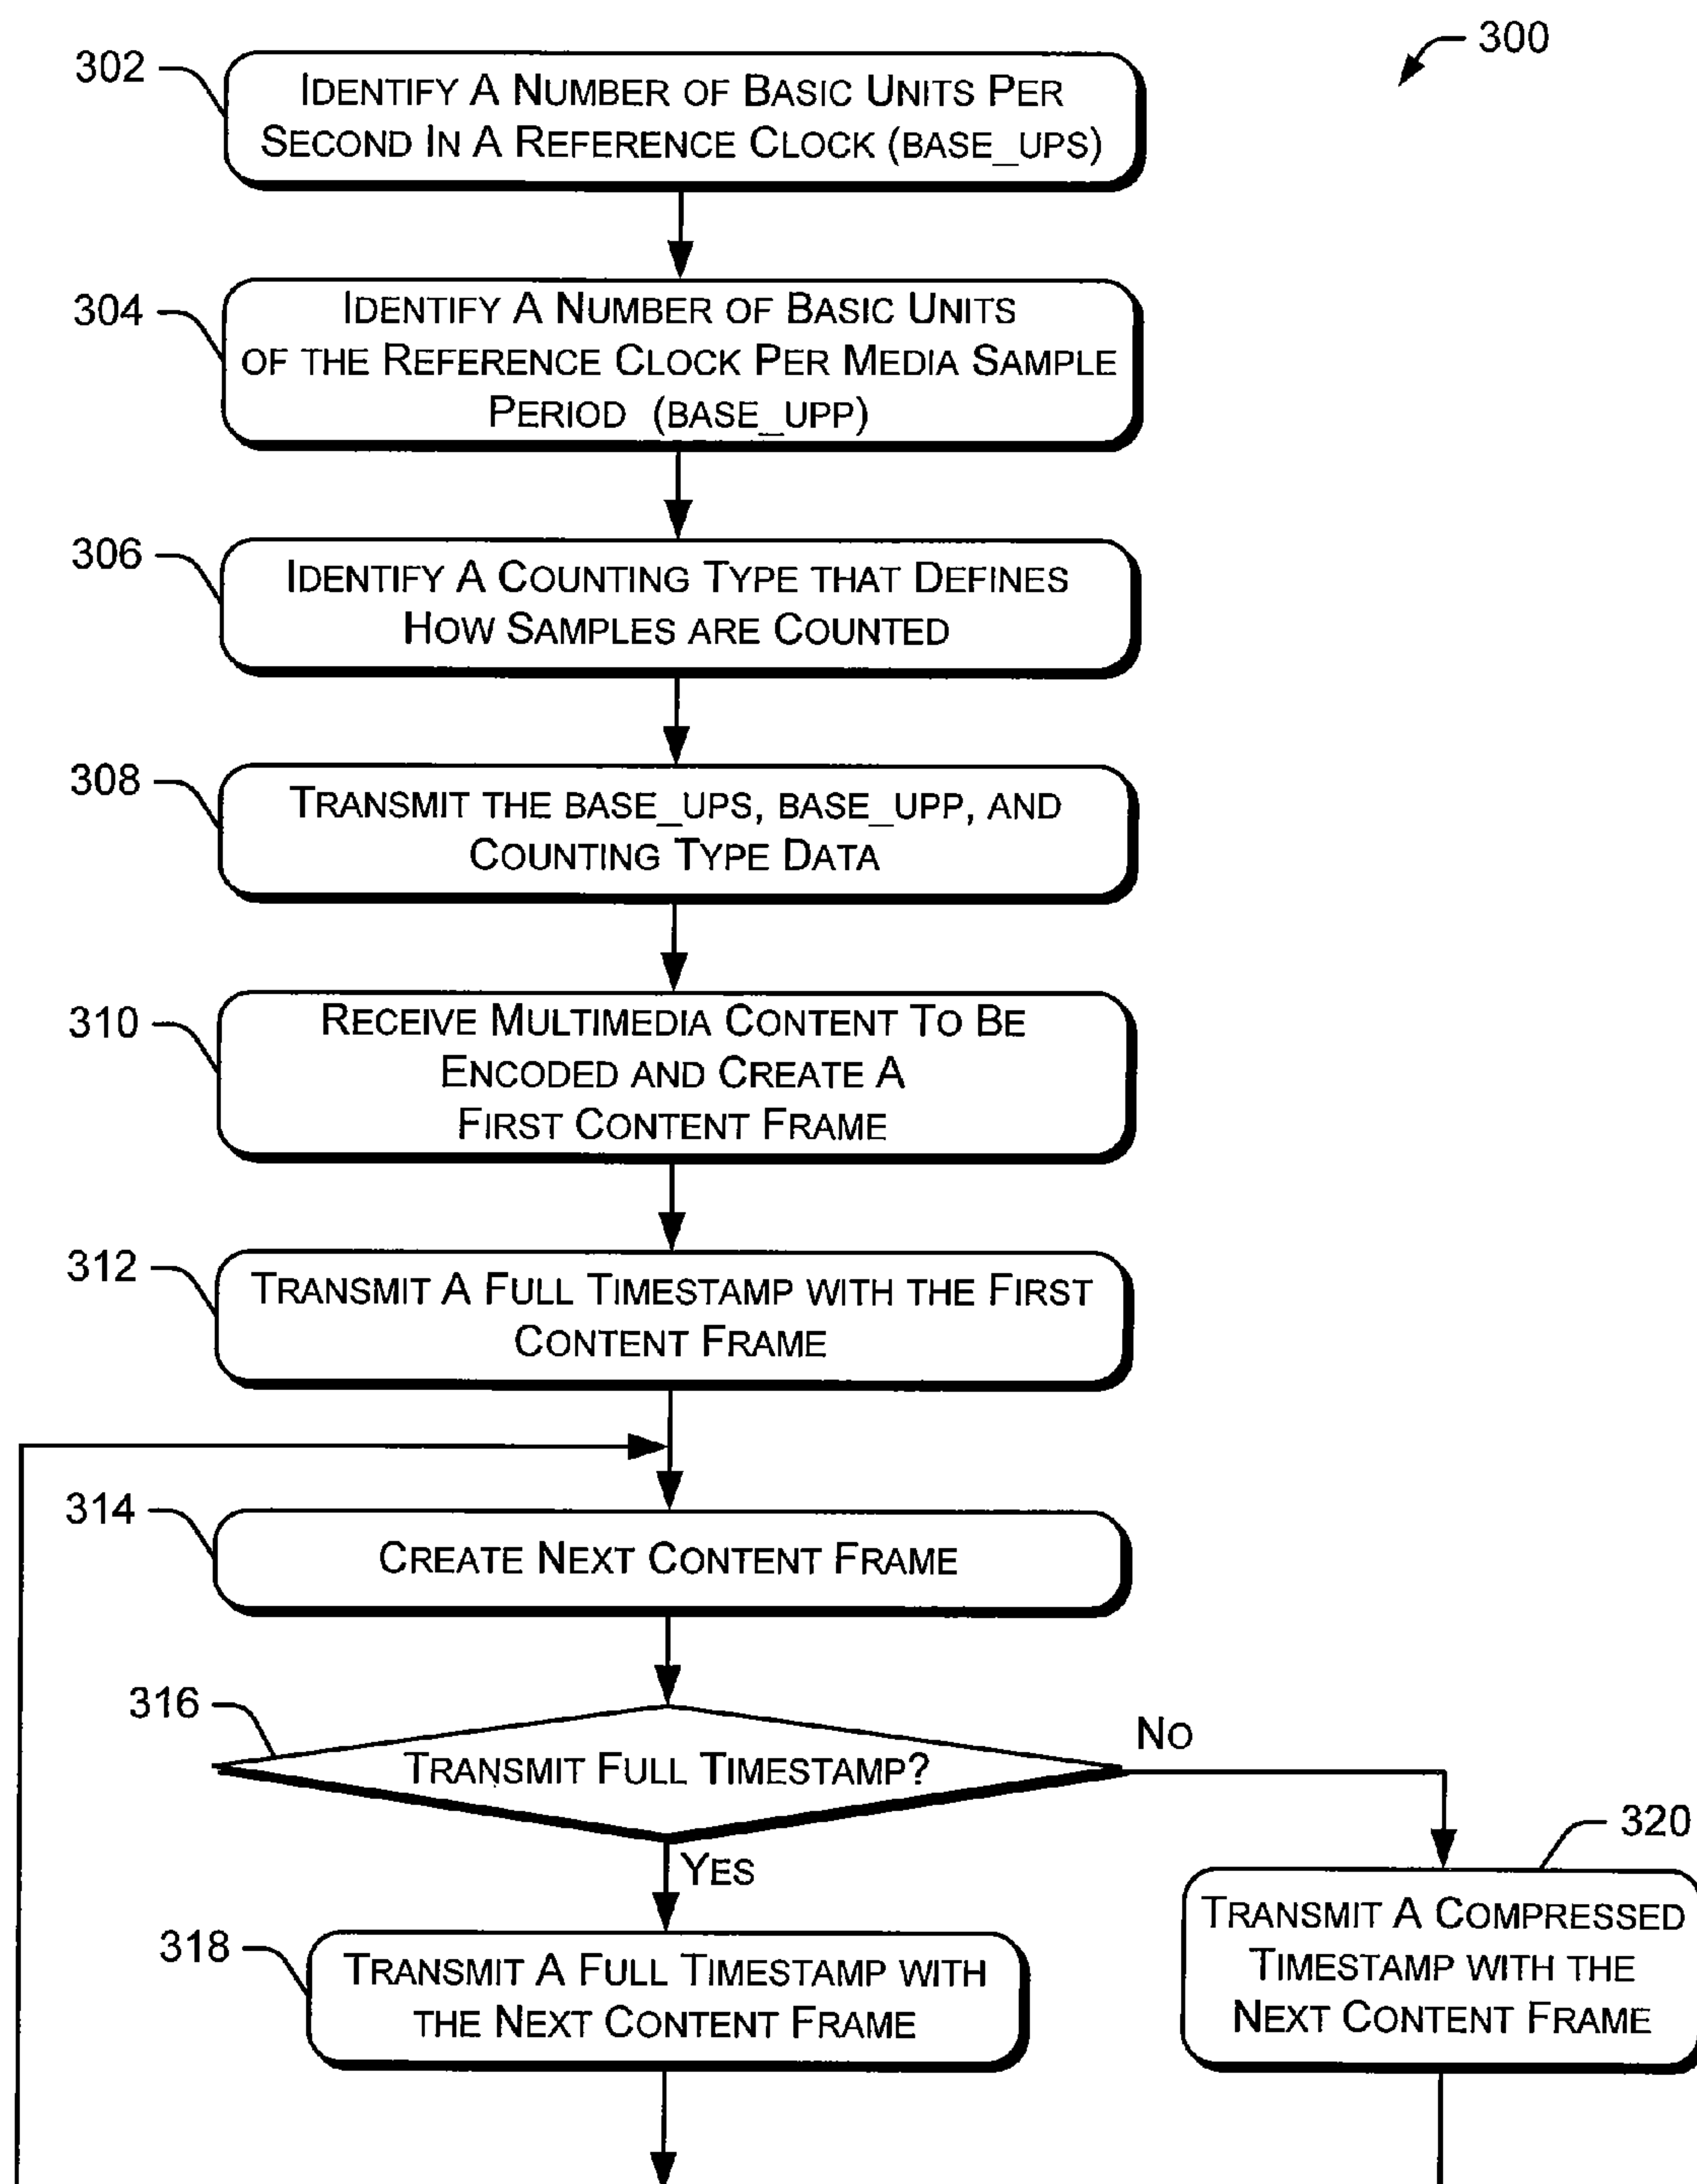 300
302
IDENTIFY A NUMBER OF BASIC UNITS PER
SECOND IN A REFERENCE CLOCK (BASE_UPS)
304
IDENTIFY A NUMBER OF BASIC UNITS
OF THE REFERENCE CLOCK PER MEDIA SAMPLE
PERIOD (BASE_UPP)
306
IDENTIFY A COUNTING TYPE THAT DEFINES
HOW SAMPLES ARE COUNTED
308
TRANSMIT THE BASE_UPS, BASE_UPP, AND
COUNTING TYPE DATA
310
RECEIVE MULTIMEDIA CONTENT TO BE
ENCODED AND CREATE A
FIRST CONTENT FRAME
312
TRANSMIT A FULL TIMESTAMP WITH THE FIRST
CONTENT FRAME
314
CREATE NEXT CONTENT FRAME
316
TRANSMIT FULL TIMESTAMP?
NO
YES
318
TRANSMIT A FULL TIMESTAMP WITH
THE NEXT CONTENT FRAME
320
TRANSMIT A COMPRESSED
TIMESTAMP WITH THE
NEXT CONTENT FRAME